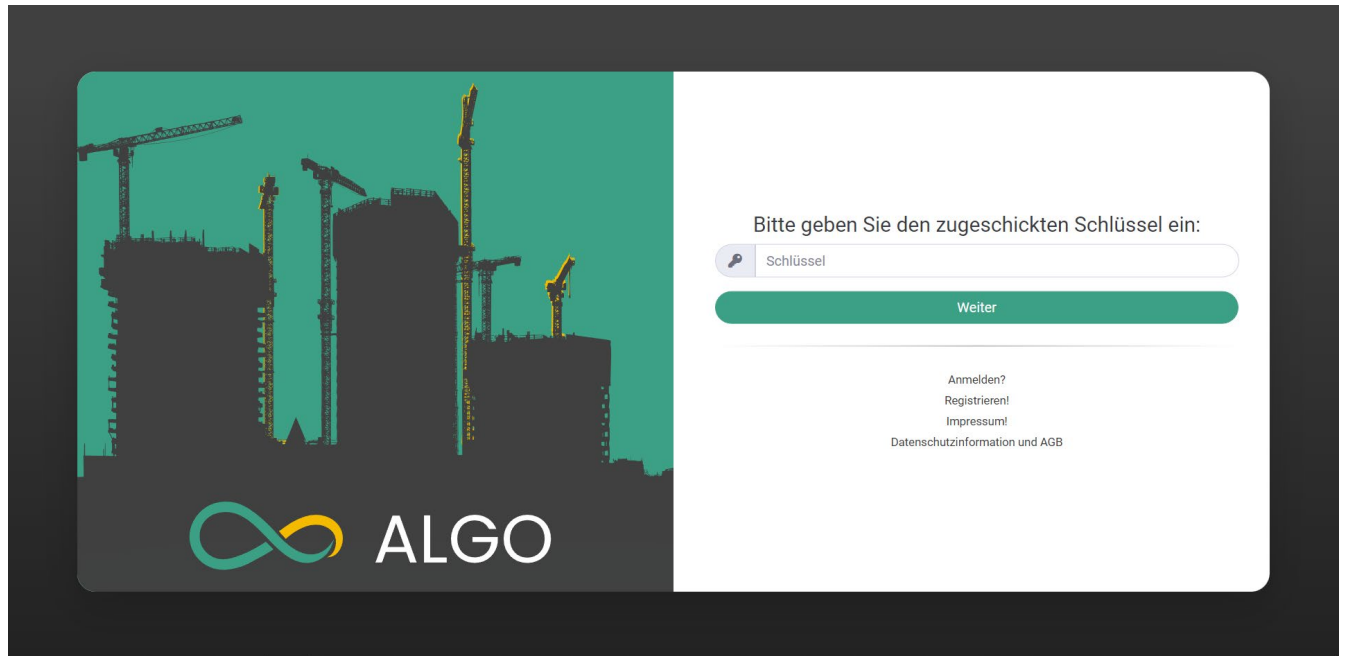 Bitte geben Sie den zugeschickten Schlüssel ein:
Schlüssel
Weiter
Anmelden?
Registrieren!
Impressum!
Datenschutzinformation und AGB
ALGO